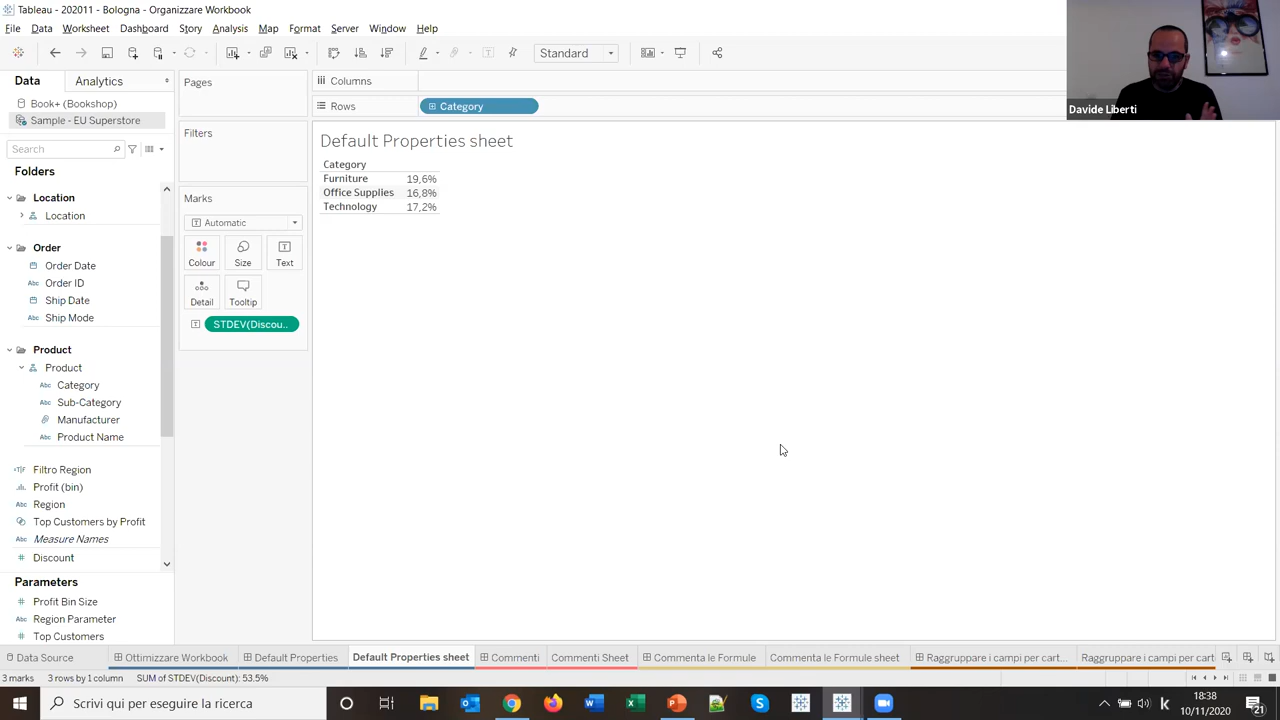 Tableau - 202011 - Bologna - Organizzare Workbook
File Data Worksheet Dashboard Story Analysis Map Format Server Window Help
Standard
Data Analytics
Book+ (Bookshop)
Sample - EU Superstore
Search
Folders
Location
Location
Order
Order Date
Order ID
Ship Date
Ship Mode
Product
Product
Category
Sub-Category
Manufacturer
Product Name
Filtro Region
Profit (bin)
Region
Top Customers by Profit
Measure Names
Discount
Parameters
Profit Bin Size
Region Parameter
Top Customers
Pages
Filters
Marks
Automatic
Colour Size Text
Detail Tooltip
STDEV(Discou..
Columns
Rows Category
Default Properties sheet
Category
Furniture 19,6%
Office Supplies 16,8%
Technology 17,2%
Davide Liberti
Data Source Ottimizzare Workbook Default Properties Default Properties sheet Commenti Commenti Sheet Commenta le Formule Commenta le Formule sheet Raggruppare i campi per cart... Raggruppare i campi per cart
3 marks 3 rows by 1 column SUM of STDEV(Discount): 53.5%
Scrivi qui per eseguire la ricerca
18:38
10/11/2020
21